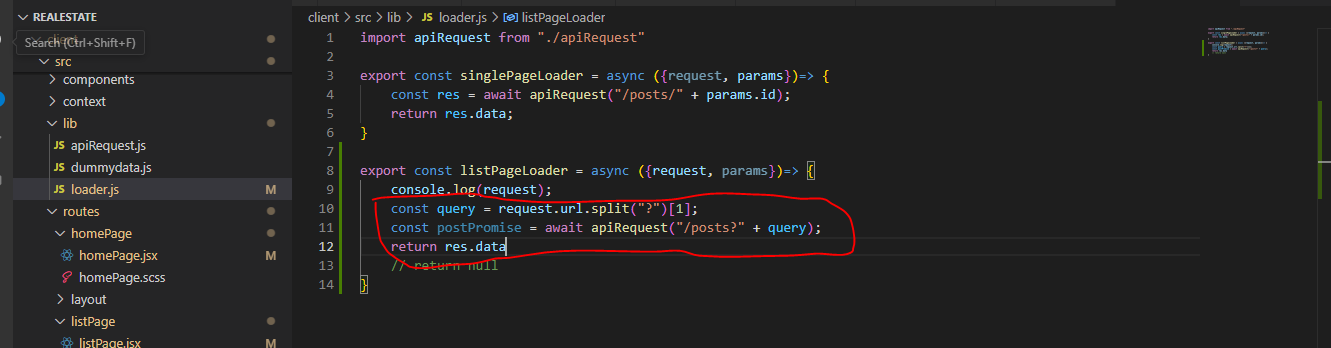 REALESTATE
client
Search (Ctrl+Shift+F)
src
components
context
lib
JS apiRequest.js
JS dummydata.js
JS loader.js M
routes
homePage
homePage.jsx M
homePage.scss
layout
listPage
listPage.jsx M
client > src > lib > JS loader.js > listPageLoader
1 import apiRequest from "./apiRequest"
2
3 export const singlePageLoader = async ({request, params})=> {
4 const res = await apiRequest("/posts/" + params.id);
5 return res.data;
6 }
7
8 export const listPageLoader = async ({request, params})=> {
9 console.log(request);
10 const query = request.url.split("?")[1];
11 const postPromise = await apiRequest("/posts?" + query);
12 return res.data
13 // return null
14 }